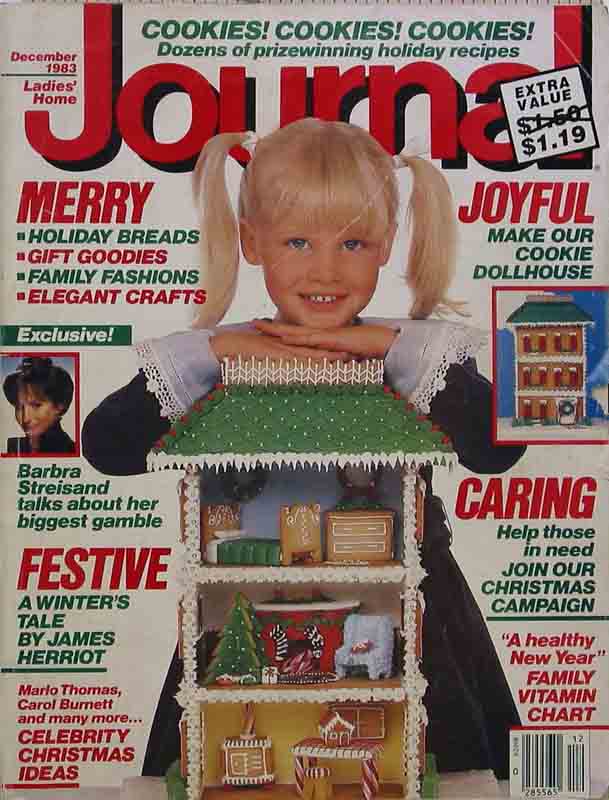 COOKIES! COOKIES! COOKIES!
Dozens of prizewinning holiday recipes
December
1983
Ladies'
Home
Journal
EXTRA
VALUE
$1.50
$1.19
MERRY
HOLIDAY BREADS
GIFT GOODIES
FAMILY FASHIONS
ELEGANT CRAFTS
JOYFUL
MAKE OUR
COOKIE
DOLLHOUSE
Exclusive!
Barbra
Streisand
talks about her
biggest gamble
FESTIVE
A WINTER'S
TALE
BY JAMES
HERRIOT
Marlo Thomas,
Carol Burnett
and many more...
CELEBRITY
CHRISTMAS
IDEAS
CARING
Help those
in need
JOIN OUR
CHRISTMAS
CAMPAIGN
"A healthy
New Year"
FAMILY
VITAMIN
CHART
12
285565